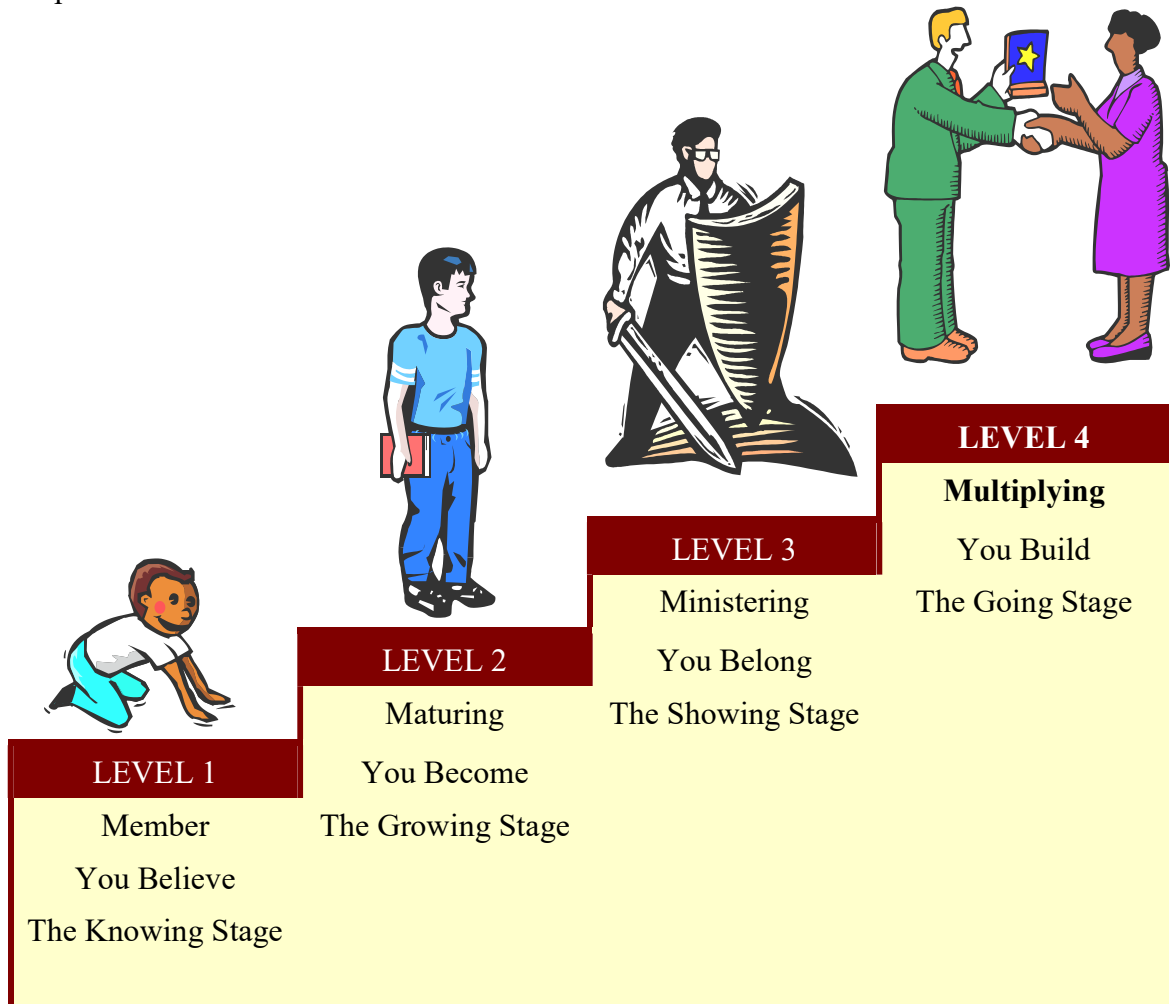 LEVEL 4
Multiplying
You Build
The Going Stage
LEVEL 3
Ministering
You Belong
The Showing Stage
LEVEL 2
Maturing
You Become
The Growing Stage
LEVEL 1
Member
You Believe
The Knowing Stage